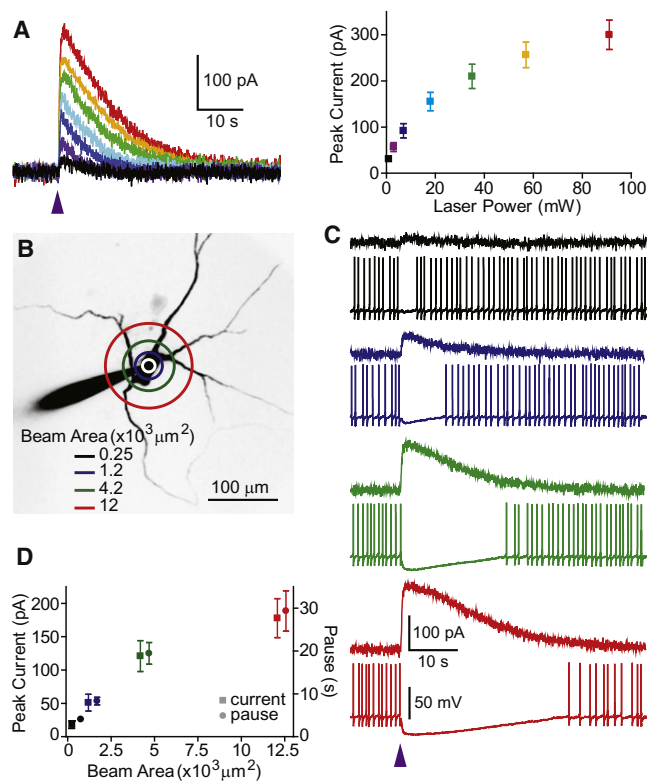 A
100 pA
10 s
Peak Current (pA)
300
200
100
0
0 20 40 60 80 100
Laser Power (mW)
B
Beam Area (x10³ µm²)
0.25
1.2
4.2
12
100 µm
C
100 pA
10 s
50 mV
D
Peak Current (pA)
200
150
100
50
0
30
20
10
0
Pause (s)
current
pause
0 2.5 5.0 7.5 10 12.5
Beam Area (x10³ µm²)